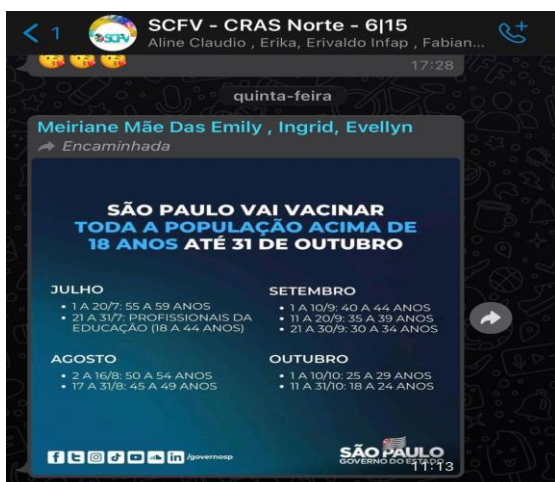 1
SCFV
SCFV - CRAS Norte - 6|15
Aline Claudio , Erika, Erivaldo Infap , Fabian...
17:28
quinta-feira
Meiriane Mãe Das Emily , Ingrid, Evellyn
Encaminhada
SÃO PAULO VAI VACINAR
TODA A POPULAÇÃO ACIMA DE
18 ANOS ATÉ 31 DE OUTUBRO
JULHO
• 1 A 20/7: 55 A 59 ANOS
• 21 A 31/7: PROFISSIONAIS DA
EDUCAÇÃO (18 A 44 ANOS)
AGOSTO
• 2 A 16/8: 50 A 54 ANOS
• 17 A 31/8: 45 A 49 ANOS
SETEMBRO
• 1 A 10/9: 40 A 44 ANOS
• 11 A 20/9: 35 A 39 ANOS
• 21 A 30/9: 30 A 34 ANOS
OUTUBRO
• 1 A 10/10: 25 A 29 ANOS
• 11 A 31/10: 18 A 24 ANOS
/governosp
SÃO PAULO
GOVERNO DO ESTADO
11:13